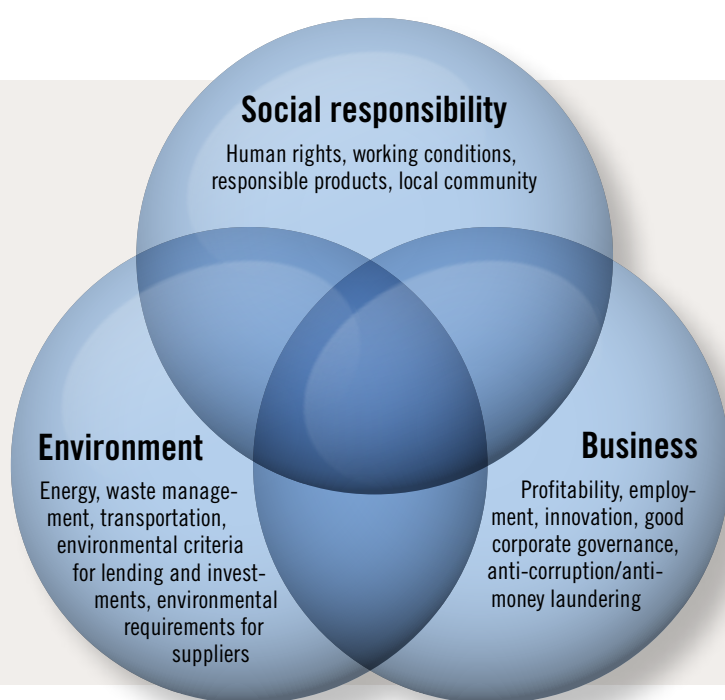 Social responsibility
Human rights, working conditions,
responsible products, local community
Environment
Energy, waste manage-
ment, transportation,
environmental criteria
for lending and invest-
ments, environmental
requirements for
suppliers
Business
Profitability, employ-
ment, innovation, good
corporate governance,
anti-corruption/anti-
money laundering